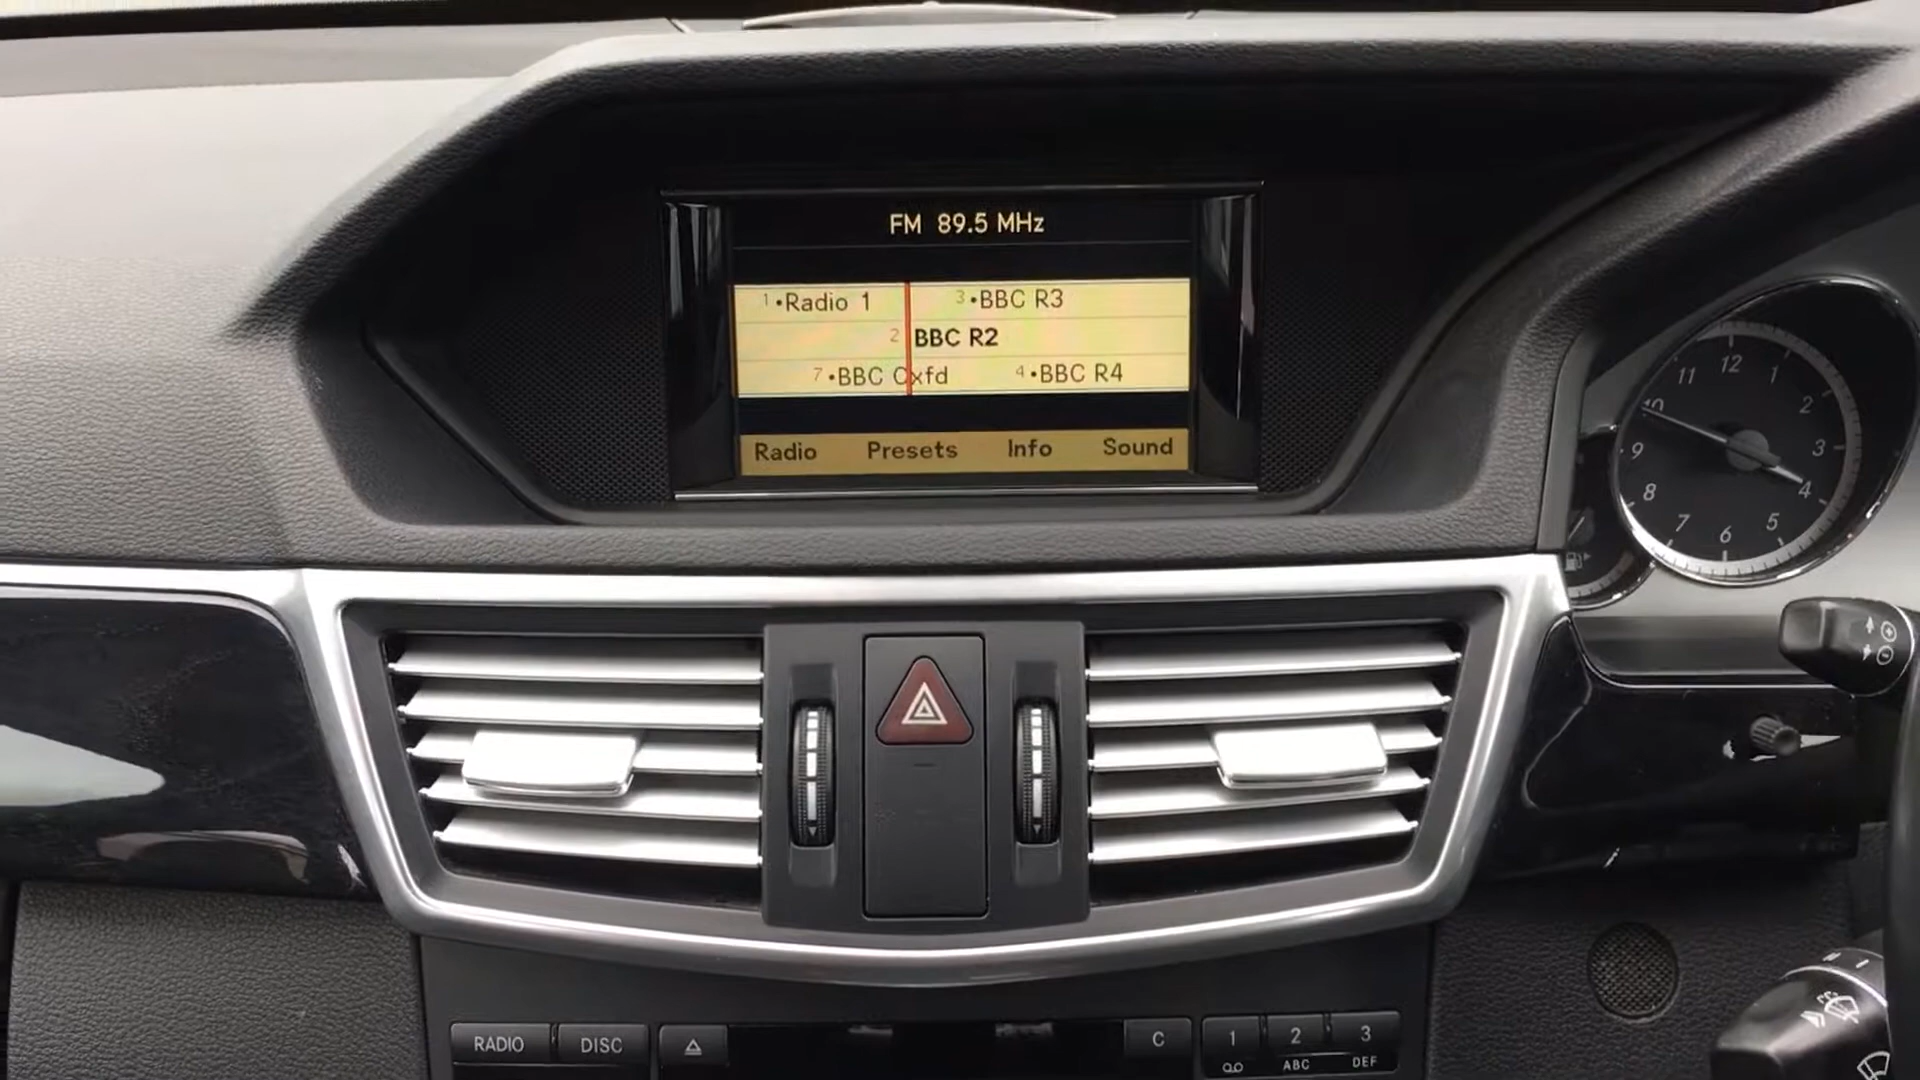 FM 89.5 MHz
1 •Radio 1 3 •BBC R3
2 BBC R2
7 •BBC Oxfd 4 •BBC R4
Radio Presets Info Sound
12
11 1
10 2
9 3
8 4
7 5
6
RADIO DISC C 1 2 3
ABC DEF